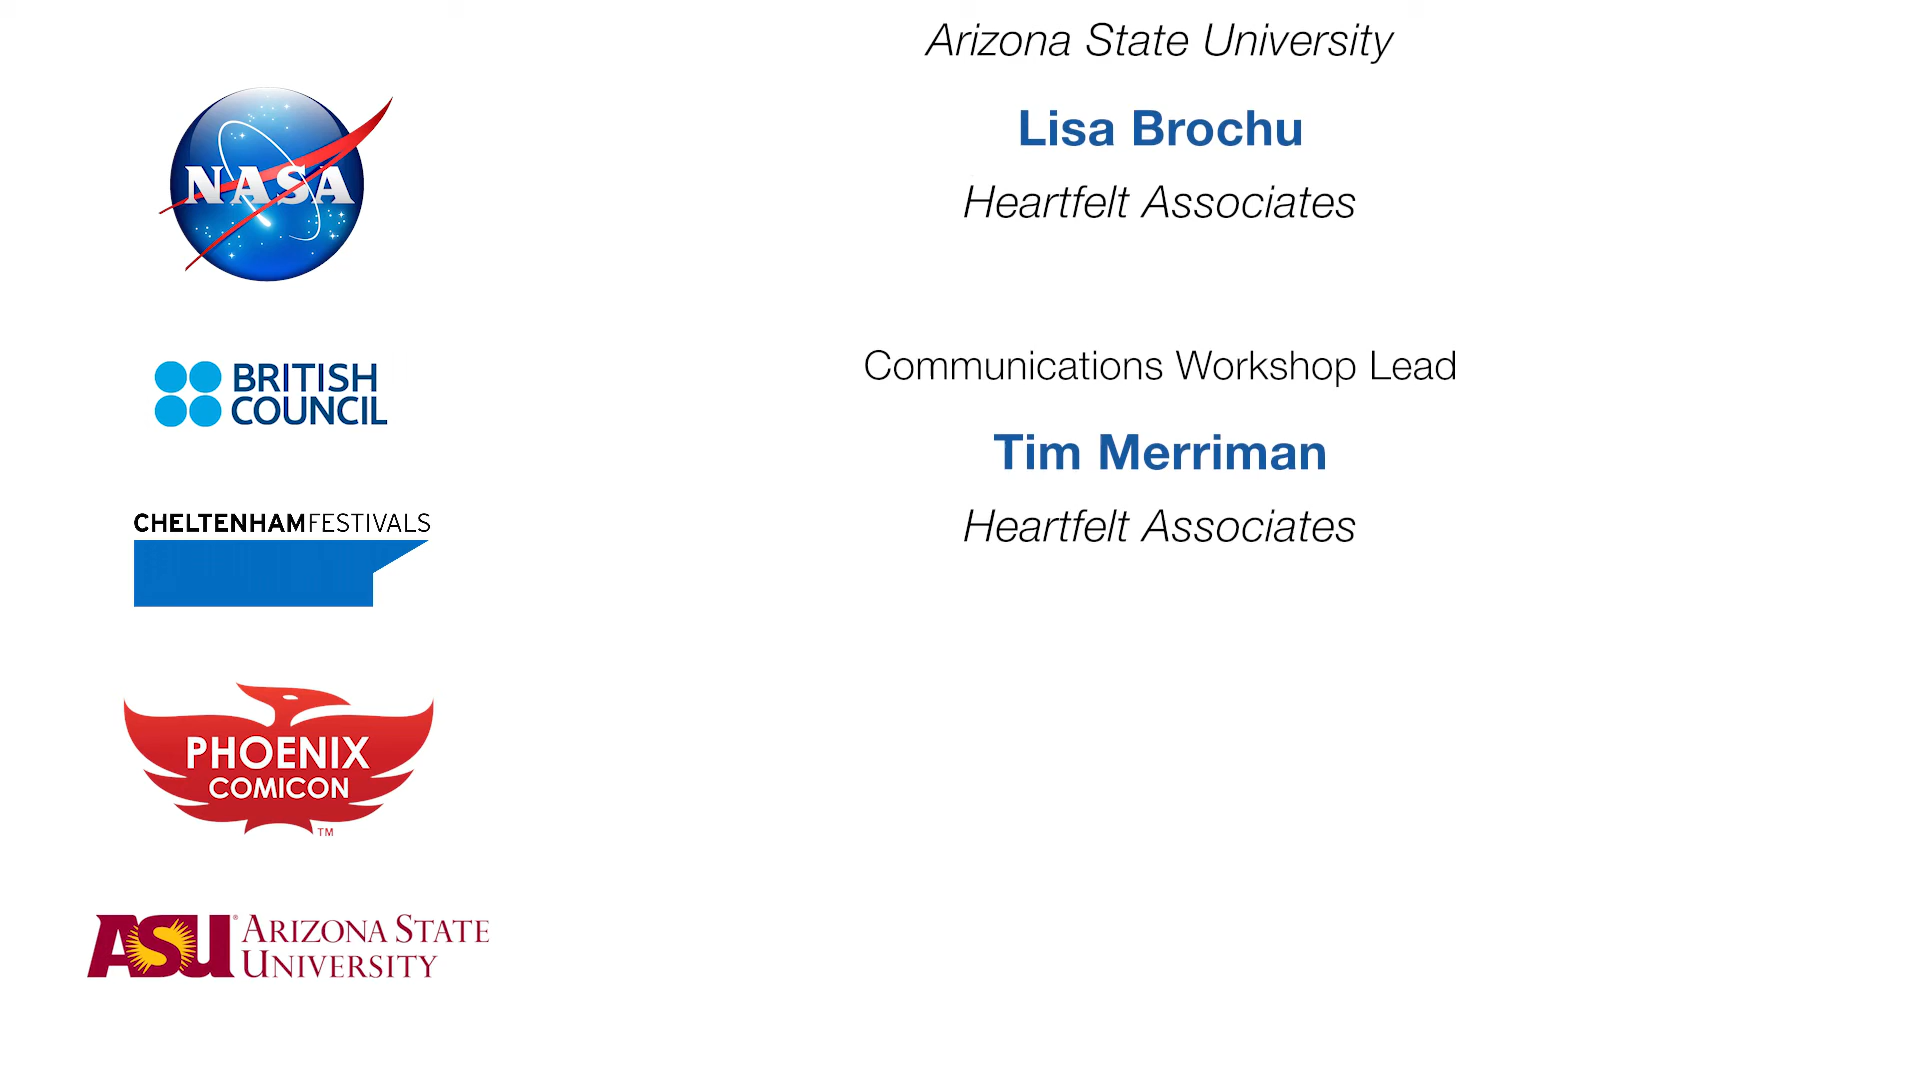 NASA
BRITISH
COUNCIL
CHELTENHAMFESTIVALS
PHOENIX
COMICON
TM
ASU® ARIZONA STATE
UNIVERSITY
Arizona State University
Lisa Brochu
Heartfelt Associates
Communications Workshop Lead
Tim Merriman
Heartfelt Associates